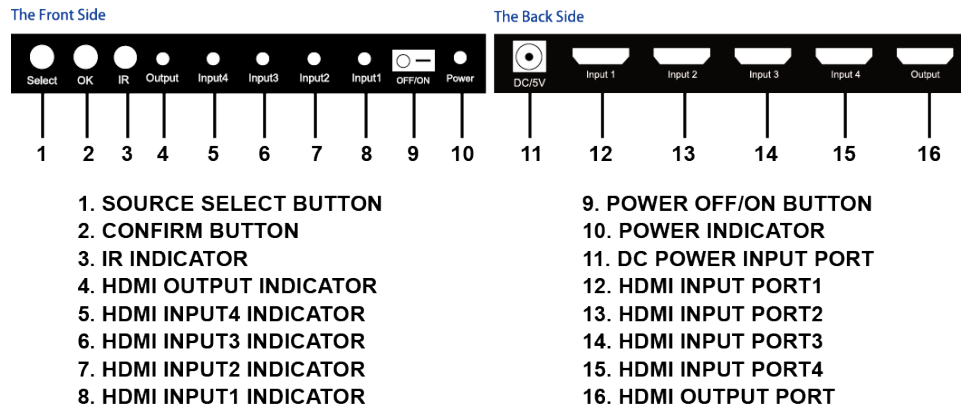 The Front Side
Select OK IR Output Input4 Input3 Input2 Input1 OFF/ON Power
1 2 3 4 5 6 7 8 9 10
1. SOURCE SELECT BUTTON
2. CONFIRM BUTTON
3. IR INDICATOR
4. HDMI OUTPUT INDICATOR
5. HDMI INPUT4 INDICATOR
6. HDMI INPUT3 INDICATOR
7. HDMI INPUT2 INDICATOR
8. HDMI INPUT1 INDICATOR
The Back Side
DC/5V Input 1 Input 2 Input 3 Input 4 Output
11 12 13 14 15 16
9. POWER OFF/ON BUTTON
10. POWER INDICATOR
11. DC POWER INPUT PORT
12. HDMI INPUT PORT1
13. HDMI INPUT PORT2
14. HDMI INPUT PORT3
15. HDMI INPUT PORT4
16. HDMI OUTPUT PORT